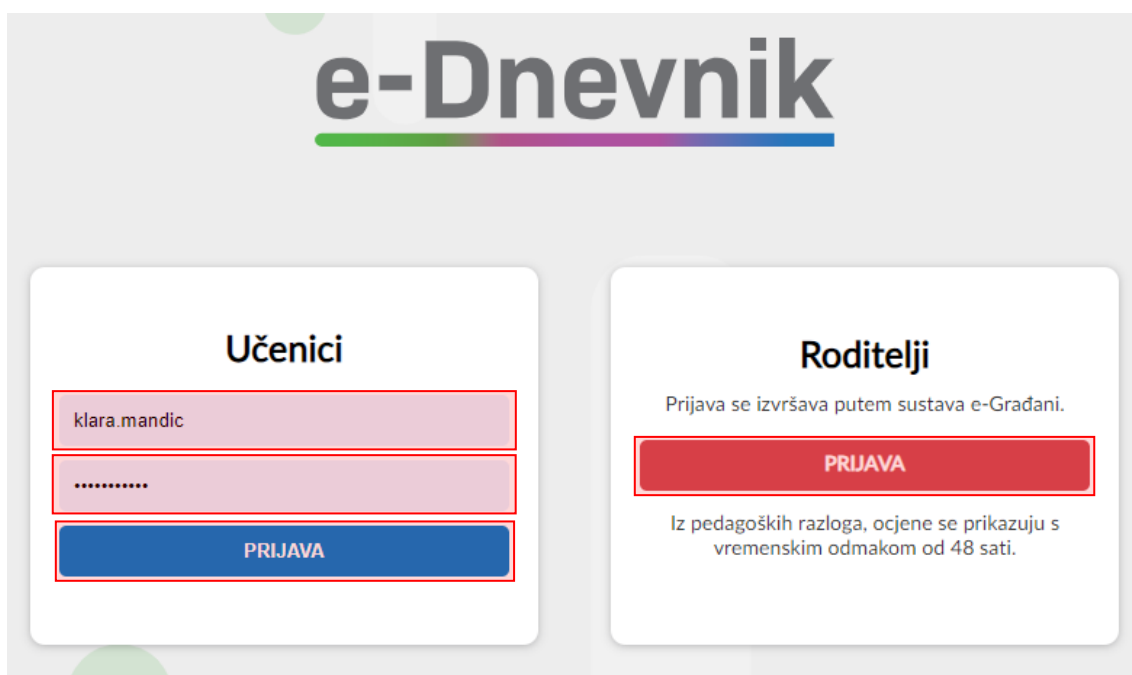 e-Dnevnik
Učenici
klara.mandic
•••••••••••
PRIJAVA
Roditelji
Prijava se izvršava putem sustava e-Građani.
PRIJAVA
Iz pedagoških razloga, ocjene se prikazuju s
vremenskim odmakom od 48 sati.